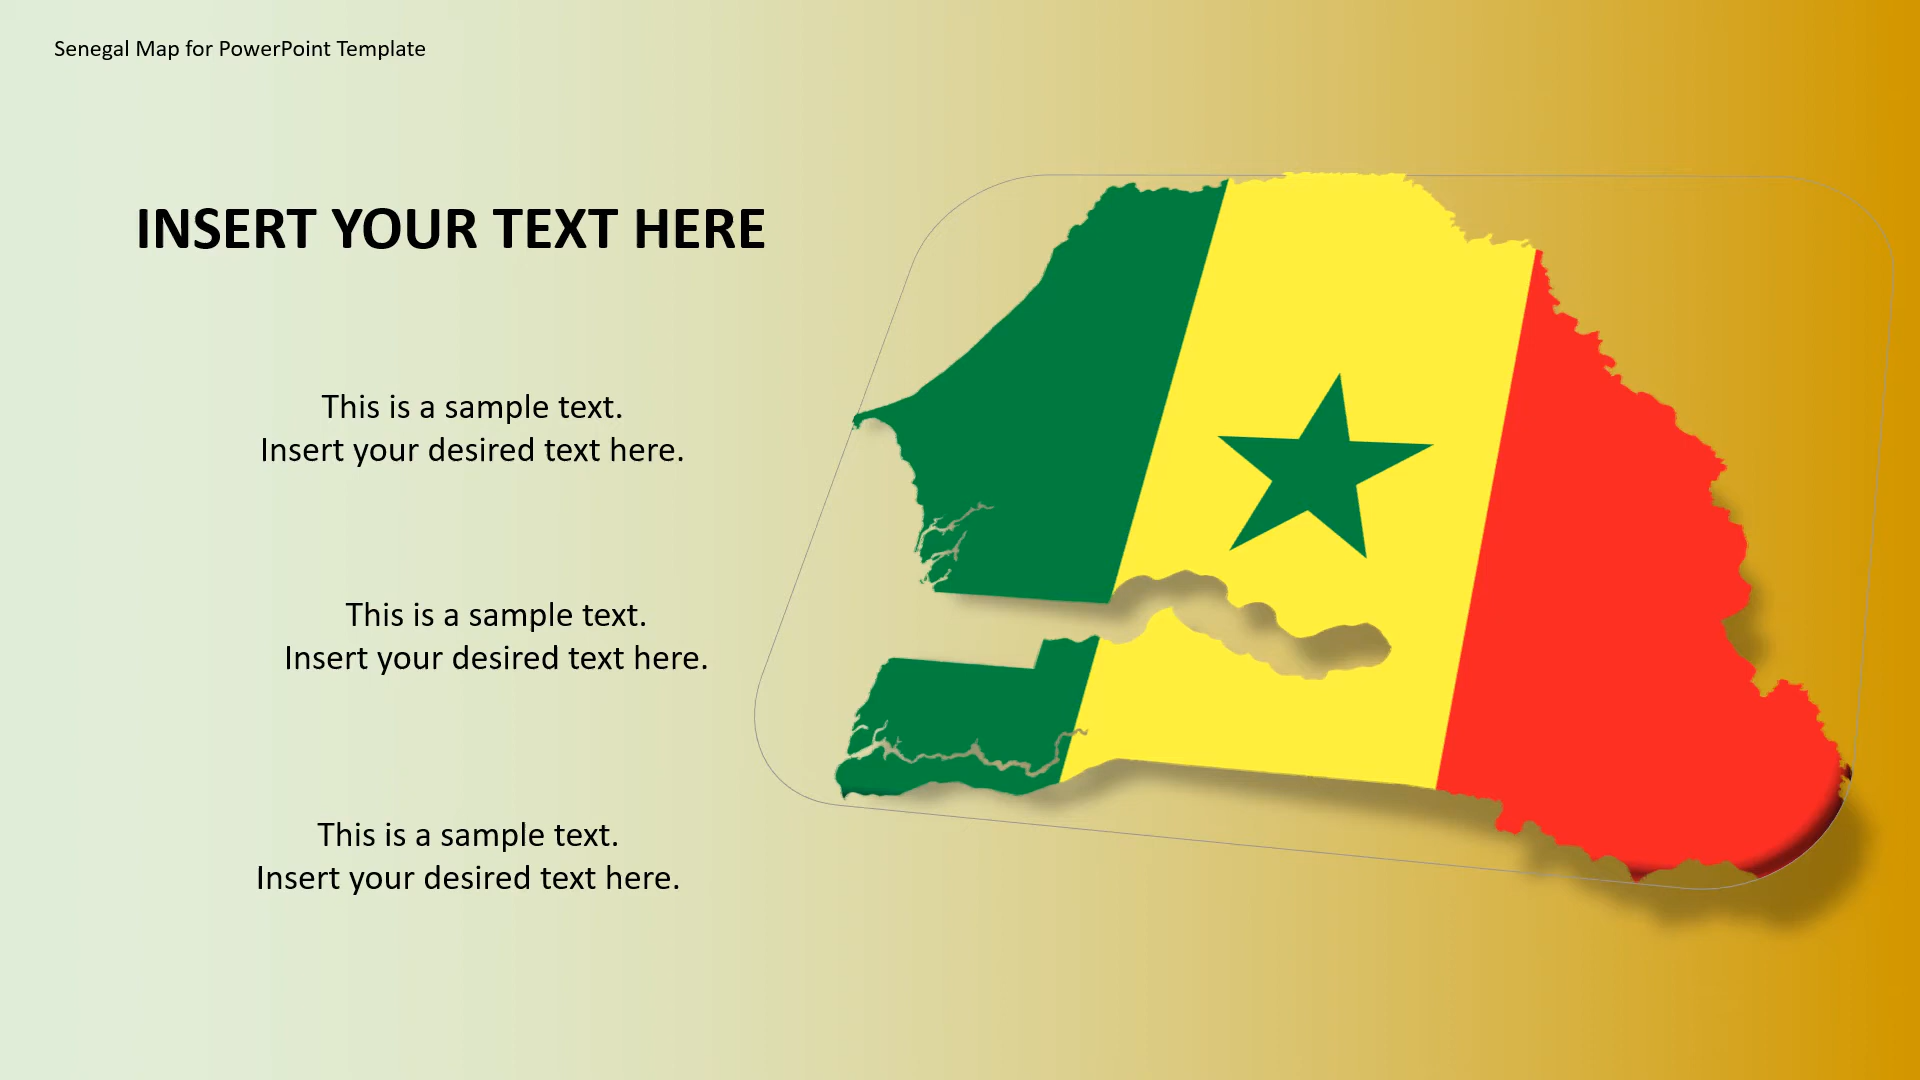 Senegal Map for PowerPoint Template
INSERT YOUR TEXT HERE
This is a sample text.
Insert your desired text here.
This is a sample text.
Insert your desired text here.
This is a sample text.
Insert your desired text here.